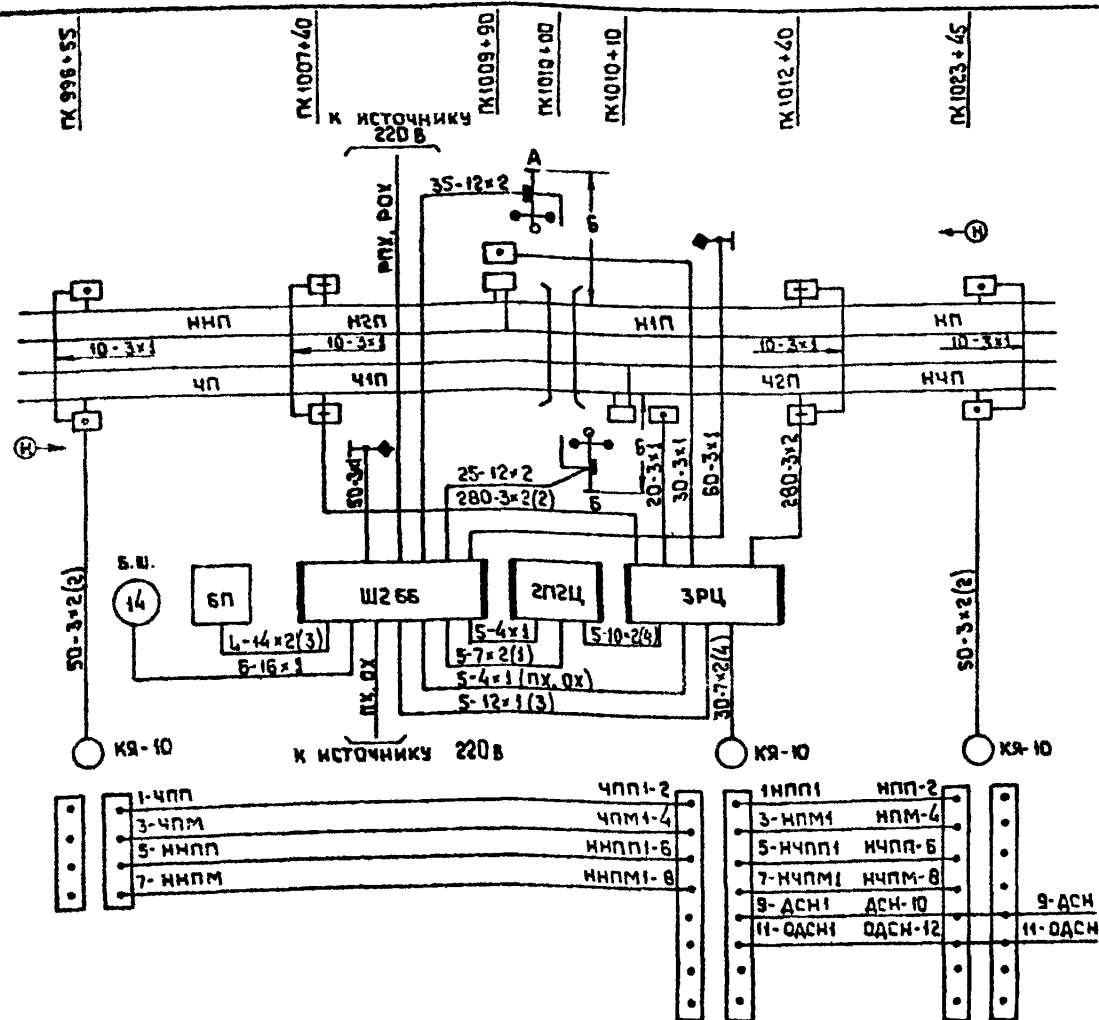 ПК 996+55
ПК 1007+40
ПК 1009+90
ПК 1010+00
ПК 1010+10
ПК 1012+40
ПК 1023+45
К ИСТОЧНИКУ
220 В
РПХ, РОХ
35-12×2
А
Б
Н
ННП
Н2П
Н1П
НП
10-3×1
10-3×1
10-3×1
10-3×1
ЧП
Ч1П
Ч2П
НЧП
Н
50-3×1
25-12×2
280-3×2(2)
Б
Б
20-3×1
30-3×1
60-3×1
280-3×2
50-3×2(2)
50-3×2(2)
Б.Ш.
14
БП
Ш2 ББ
2П2Ц
3РЦ
4-14×2(3)
6-16×1
5-4×1
5-7×2(1)
5-10×2(4)
5-4×1 (ПХ, ОХ)
5-12×1 (3)
30-7×2(4)
ПХ, ОХ
К ИСТОЧНИКУ 220 В
КЯ-10
КЯ-10
КЯ-10
1-ЧПП ЧПП1-2 1НПП1 НПП-2
3-ЧПМ ЧПМ1-4 3-НПМ1 НПМ-4
5-ННПП ННПП1-6 5-НЧПП1 НЧПП-6
7-ННПМ ННПМ1-8 7-НЧПМ1 НЧПМ-8
9-ДСН1 ДСН-10 9-ДСН
11-ОДСН1 ОДСН-12 11-ОДСН